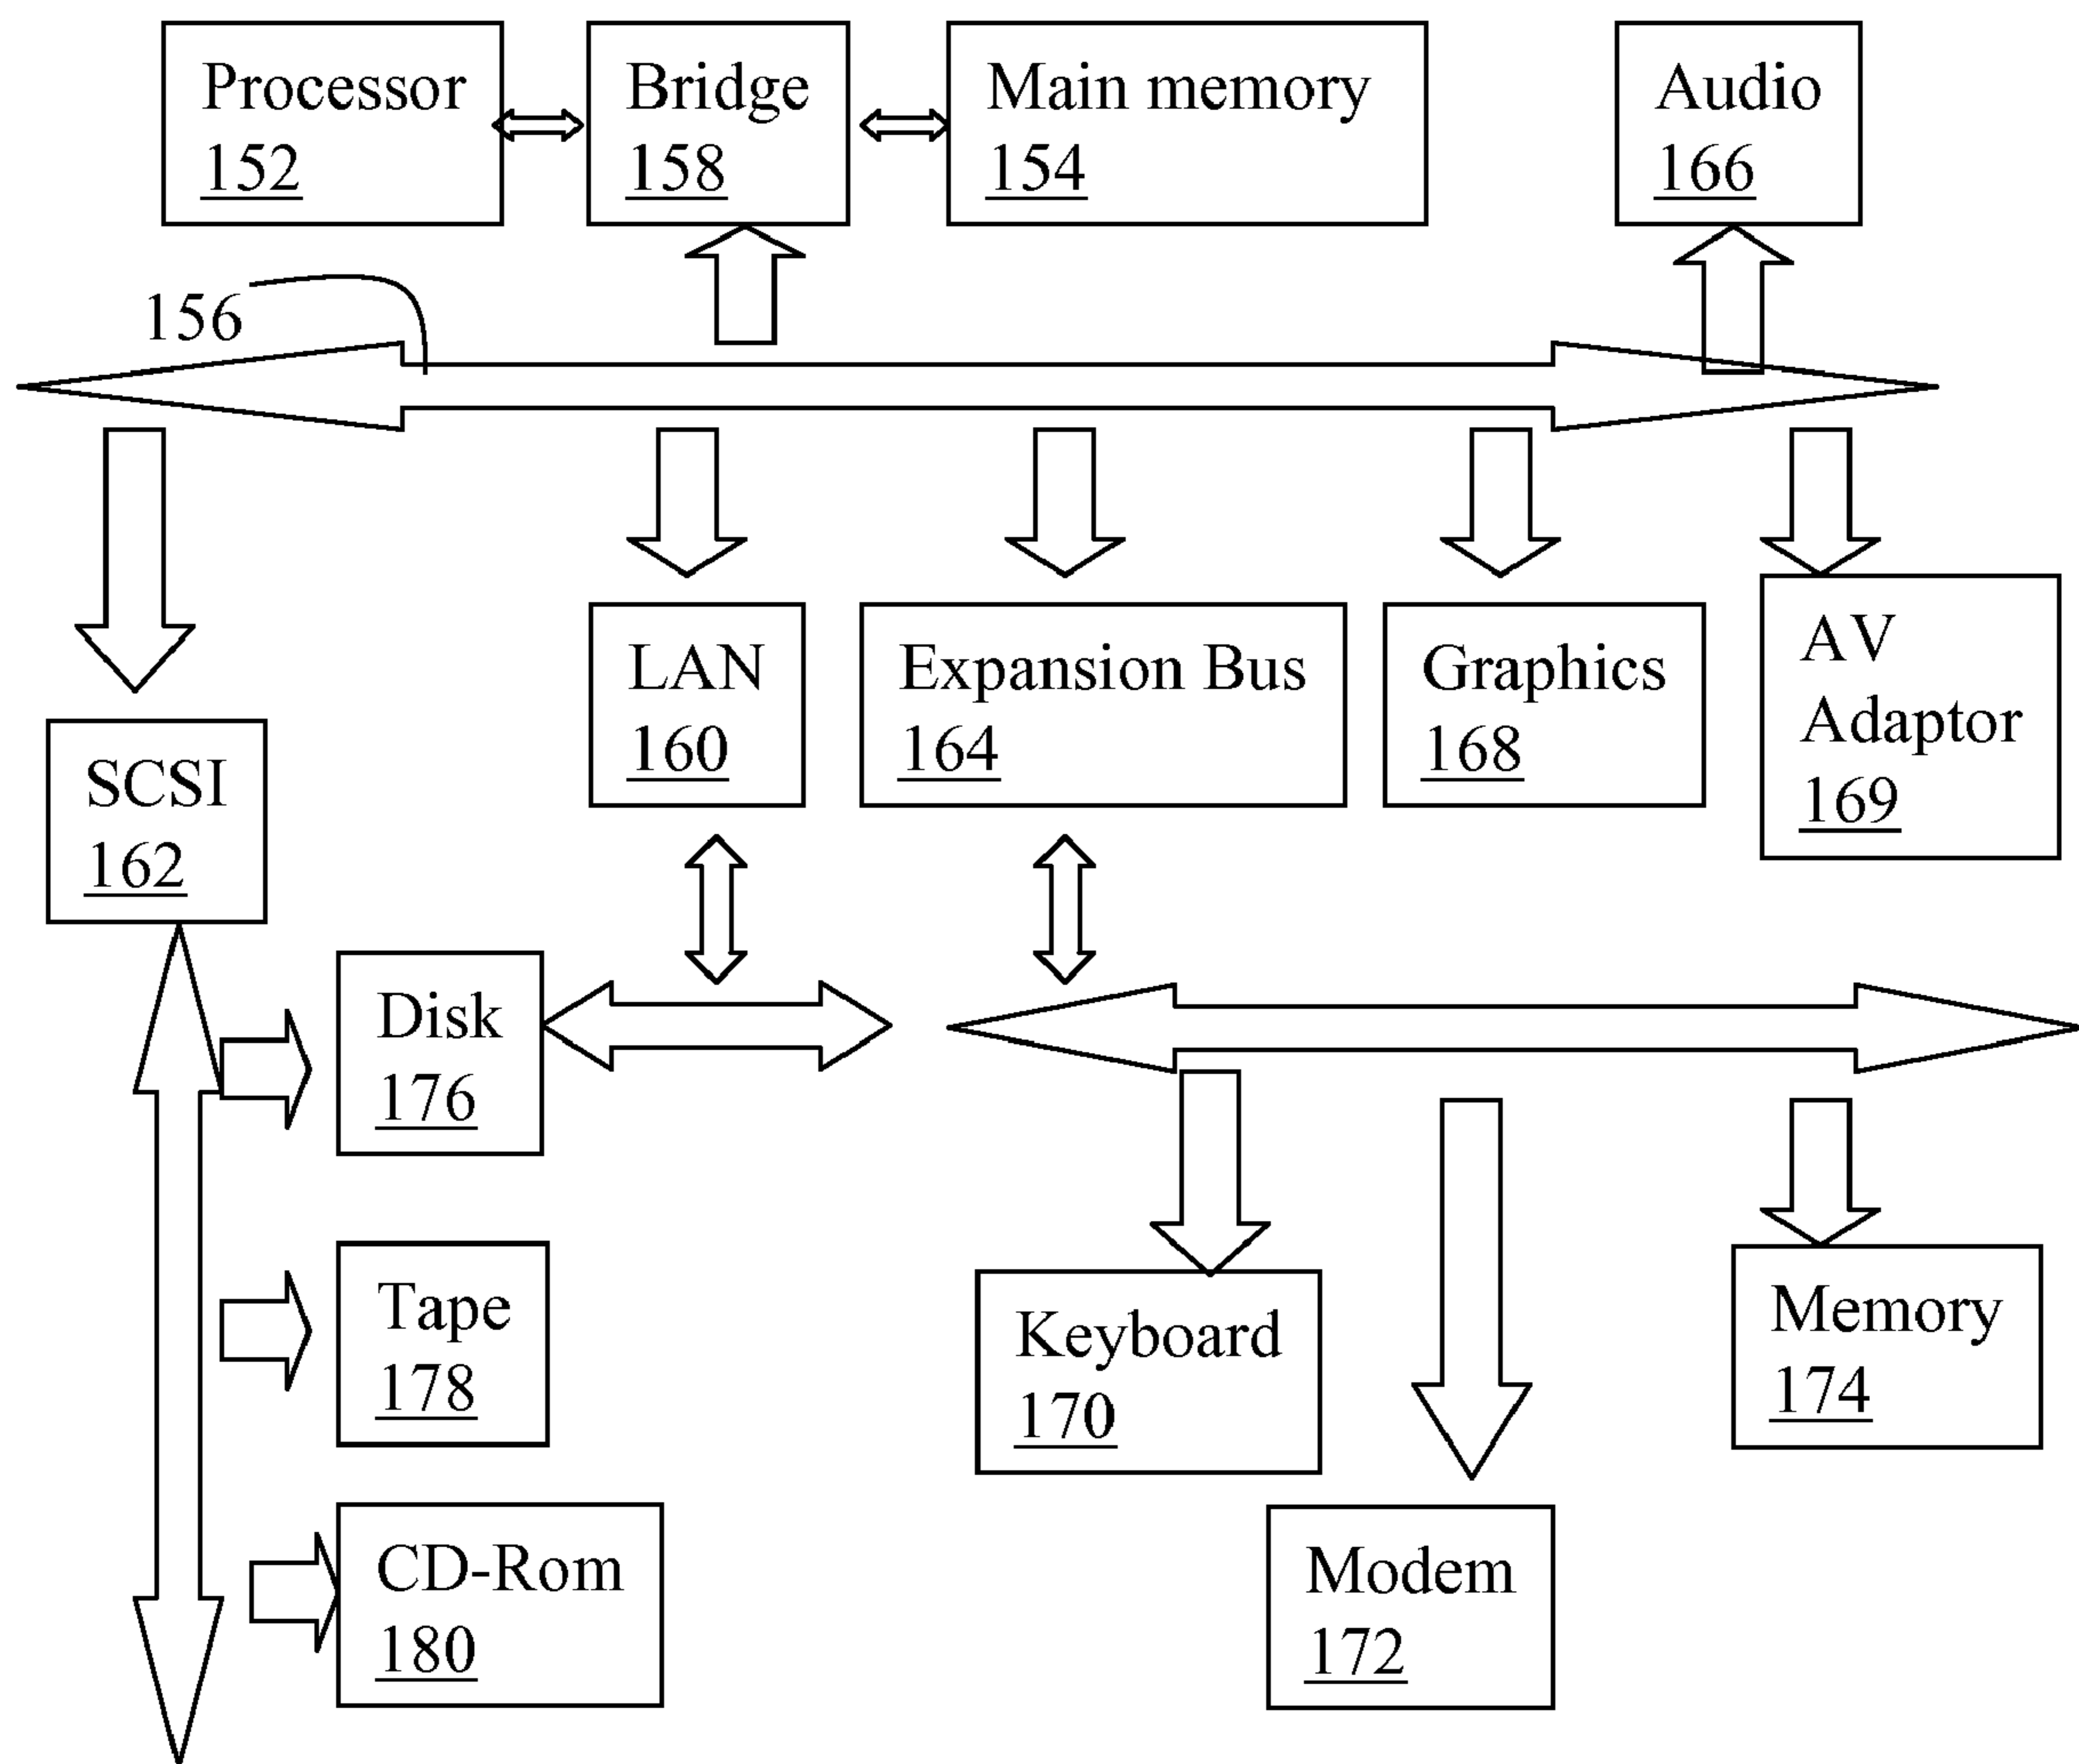 Processor
152
Bridge
158
Main memory
154
Audio
166
156
SCSI
162
LAN
160
Expansion Bus
164
Graphics
168
AV
Adaptor
169
Disk
176
Tape
178
CD-Rom
180
Keyboard
170
Modem
172
Memory
174